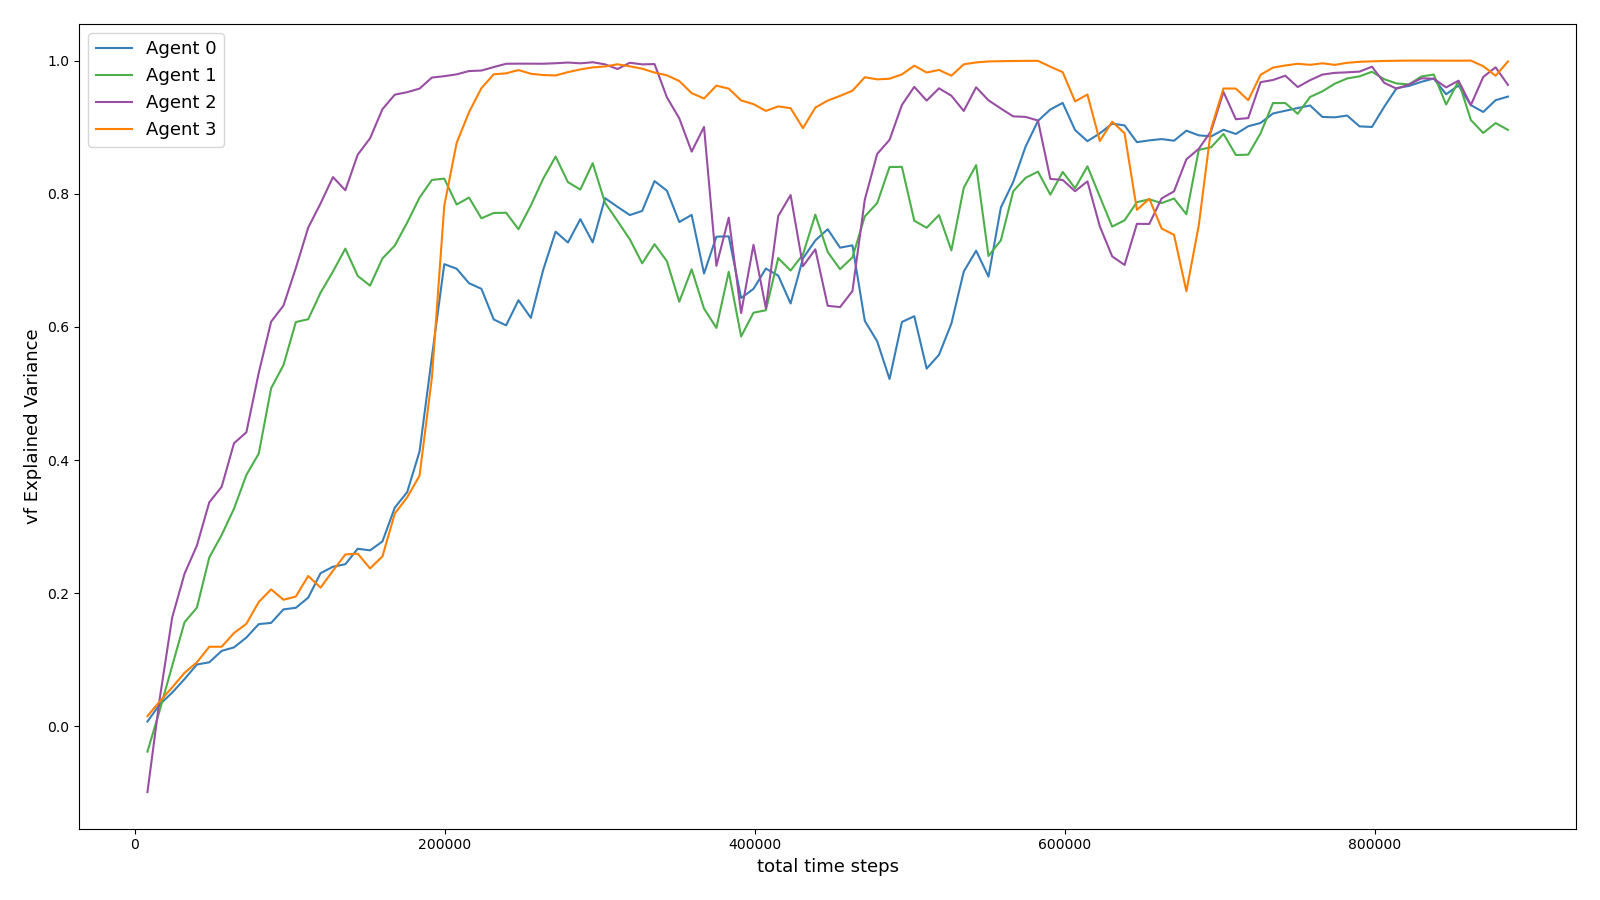 Agent 0
Agent 1
Agent 2
Agent 3
1.0
0.8
0.6
0.4
0.2
0.0
vf Explained Variance
0
200000
400000
600000
800000
total time steps